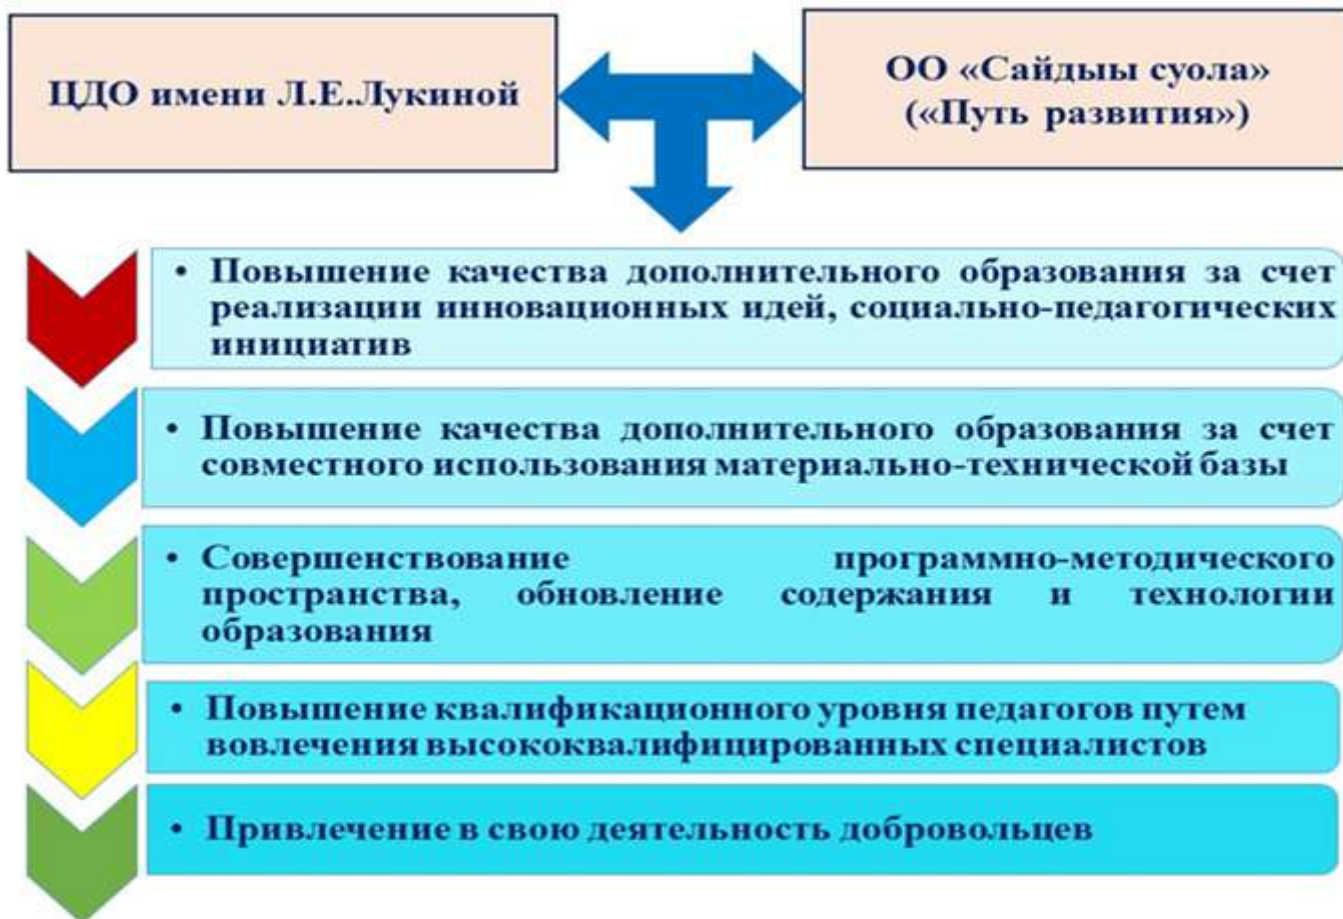 ЦДО имени Л.Е.Лукиной
ОО «Сайдыы суола»
(«Путь развития»)
• Повышение качества дополнительного образования за счет
реализации инновационных идей, социально-педагогических
инициатив
• Повышение качества дополнительного образования за счет
совместного использования материально-технической базы
• Совершенствование программно-методического
пространства, обновление содержания и технологии
образования
• Повышение квалификационного уровня педагогов путем
вовлечения высококвалифицированных специалистов
• Привлечение в свою деятельность добровольцев